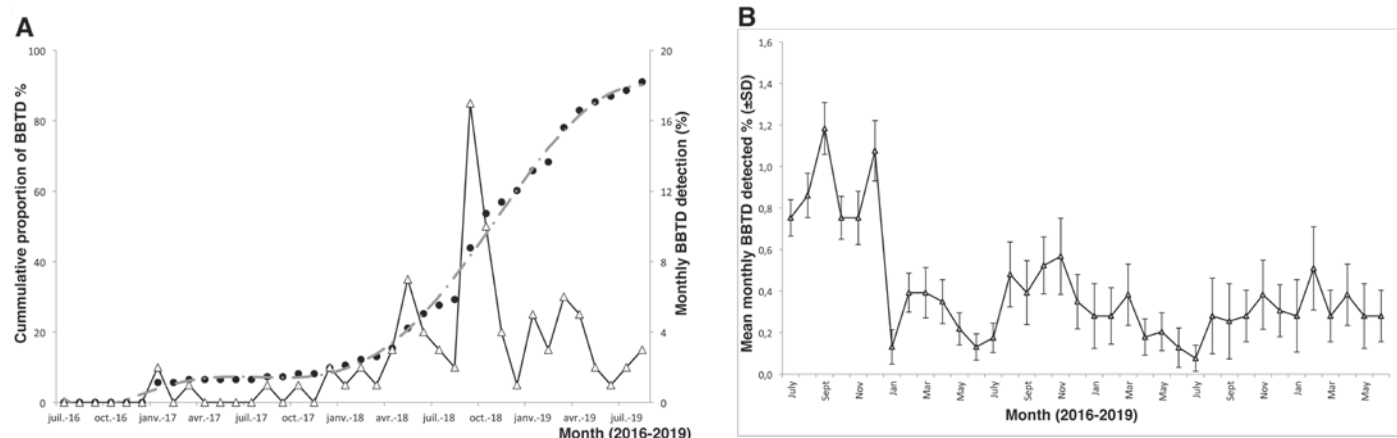 A
Cummulative proportion of BBTD %
100
80
60
40
20
0
20
16
12
8
4
0
Monthly BBTD detection (%)
juil.-16 oct.-16 janv.-17 avr.-17 juil.-17 oct.-17 janv.-18 avr.-18 juil.-18 oct.-18 janv.-19 avr.-19 juil.-19
Month (2016-2019)
B
Mean monthly BBTD detected % (±SD)
1,6
1,4
1,2
1,0
0,8
0,6
0,4
0,2
0,0
July Sept Nov Jan Mar May July Sept Nov Jan Mar May July Sept Nov Jan Mar May
Month (2016-2019)